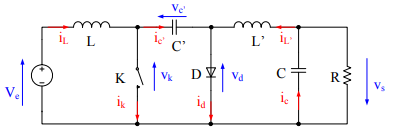 v_c'
i_L i_c' i_L'
L C' L'
V_e K v_k D v_d C R v_s
i_k i_d i_c